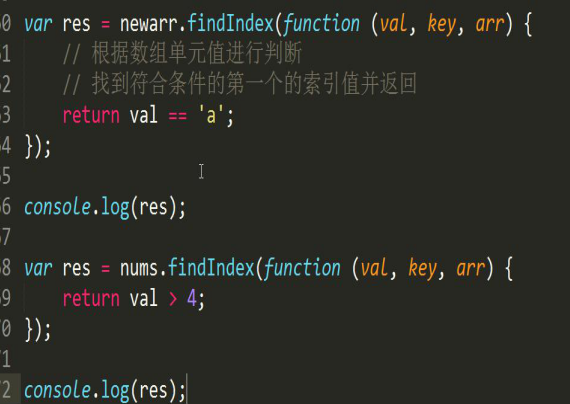 0 var res = newarr.findIndex(function (val, key, arr) {
1 // 根据数组单元值进行判断
2 // 找到符合条件的第一个的索引值并返回
3 return val == 'a';
4 });
5
6 console.log(res);
7
8 var res = nums.findIndex(function (val, key, arr) {
9 return val > 4;
0 });
1
2 console.log(res);